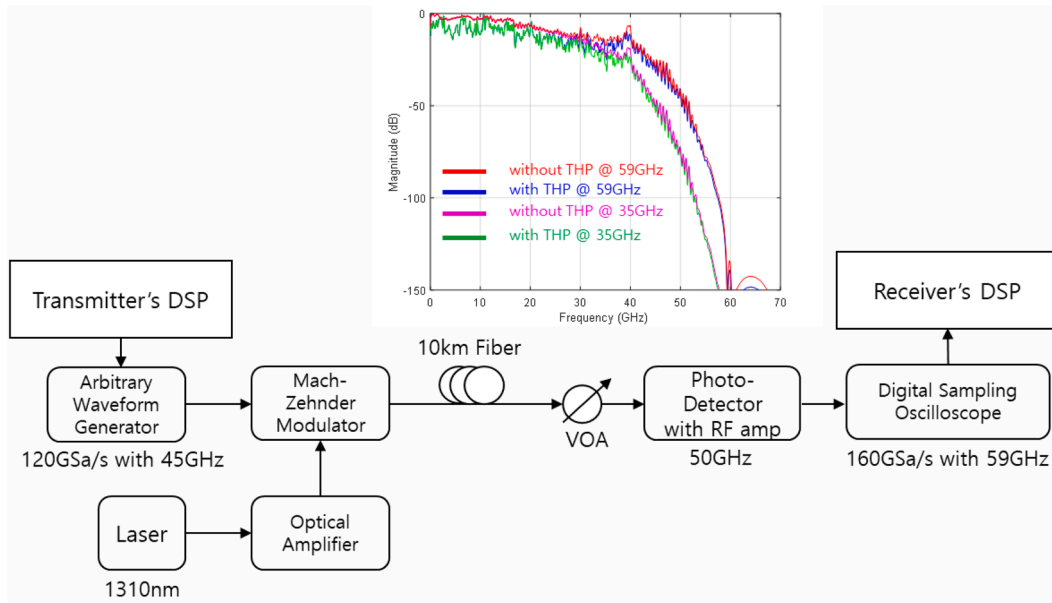 0
-50
-100
-150
Magnitude (dB)
without THP @ 59GHz
with THP @ 59GHz
without THP @ 35GHz
with THP @ 35GHz
0 10 20 30 40 50 60 70
Frequency (GHz)
Transmitter's DSP
Receiver's DSP
10km Fiber
Arbitrary
Waveform
Generator
120GSa/s with 45GHz
Mach-
Zehnder
Modulator
VOA
Photo-
Detector
with RF amp
50GHz
Digital Sampling
Oscilloscope
160GSa/s with 59GHz
Laser
1310nm
Optical
Amplifier